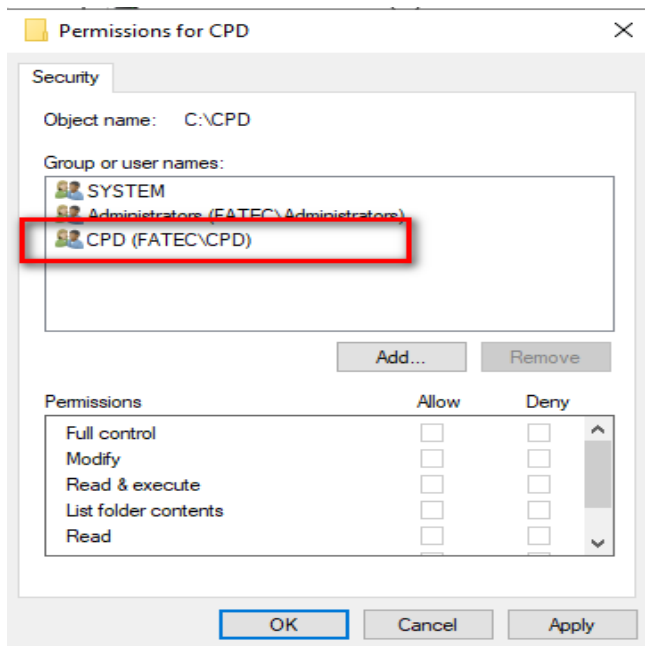 Permissions for CPD
Security
Object name: C:\CPD
Group or user names:
SYSTEM
Administrators (FATEC\Administrators)
CPD (FATEC\CPD)
Add... Remove
Permissions Allow Deny
Full control
Modify
Read & execute
List folder contents
Read
OK Cancel Apply